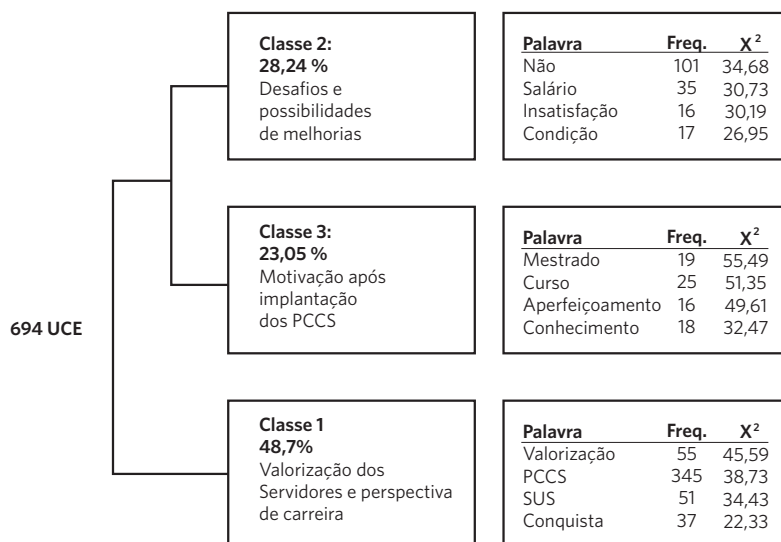 Classe 2:
28,24 %
Desafios e
possibilidades
de melhorias
Palavra Freq. X²
Não 101 34,68
Salário 35 30,73
Insatisfação 16 30,19
Condição 17 26,95
Classe 3:
23,05 %
Motivação após
implantação
dos PCCS
Palavra Freq. X²
Mestrado 19 55,49
Curso 25 51,35
Aperfeiçoamento 16 49,61
Conhecimento 18 32,47
694 UCE
Classe 1
48,7%
Valorização dos
Servidores e perspectiva
de carreira
Palavra Freq. X²
Valorização 55 45,59
PCCS 345 38,73
SUS 51 34,43
Conquista 37 22,33